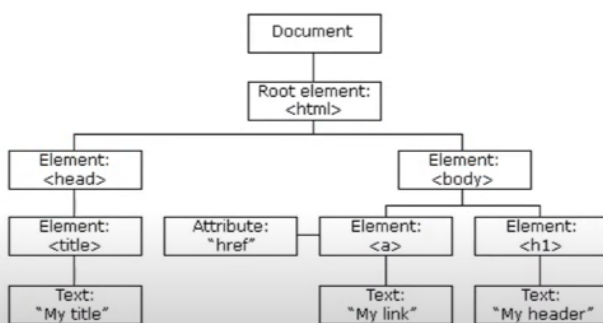 Document
Root element:
<html>
Element:
<head>
Element:
<body>
Element:
<title>
Attribute:
"href"
Element:
<a>
Element:
<h1>
Text:
"My title"
Text:
"My link"
Text:
"My header"